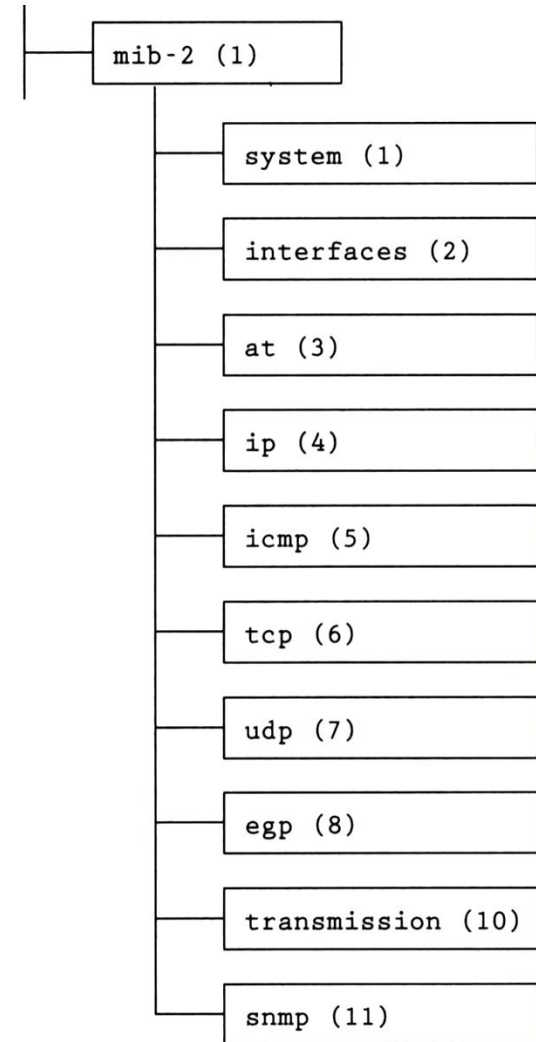 mib-2 (1)
system (1)
interfaces (2)
at (3)
ip (4)
icmp (5)
tcp (6)
udp (7)
egp (8)
transmission (10)
snmp (11)